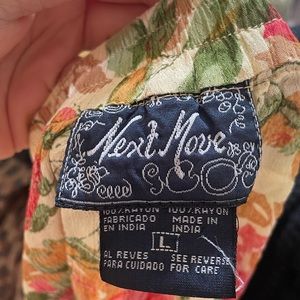 Next Move
100% RAYON 100% RAYON
FABRICADO MADE IN
EN INDIA INDIA
L
AL REVES SEE REVERSE
PARA CUIDADO FOR CARE